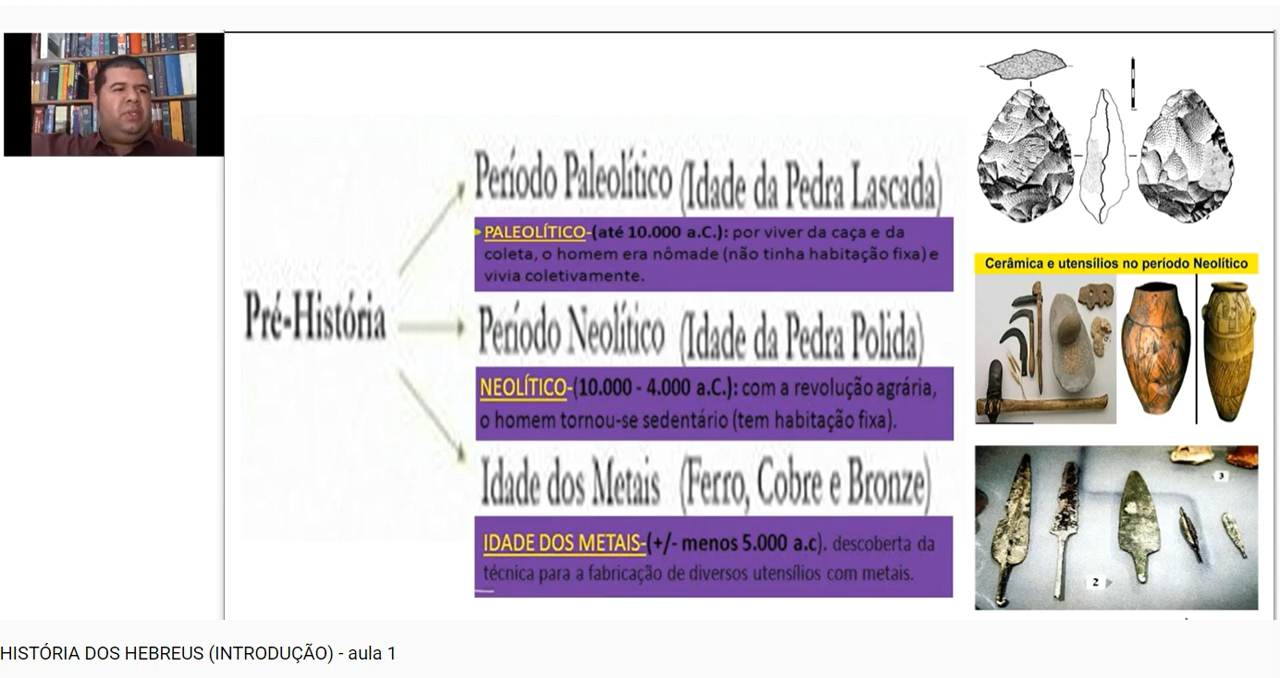 Pré-História
Período Paleolítico (Idade da Pedra Lascada)
PALEOLÍTICO-(até 10.000 a.C.): por viver da caça e da
coleta, o homem era nômade (não tinha habitação fixa) e
vivia coletivamente.
Período Neolítico (Idade da Pedra Polida)
NEOLÍTICO-(10.000 - 4.000 a.C.): com a revolução agrária,
o homem tornou-se sedentário (tem habitação fixa).
Idade dos Metais (Ferro, Cobre e Bronze)
IDADE DOS METAIS-(+/- menos 5.000 a.c). descoberta da
técnica para a fabricação de diversos utensílios com metais.
Cerâmica e utensílios no período Neolítico
3
2
HISTÓRIA DOS HEBREUS (INTRODUÇÃO) - aula 1